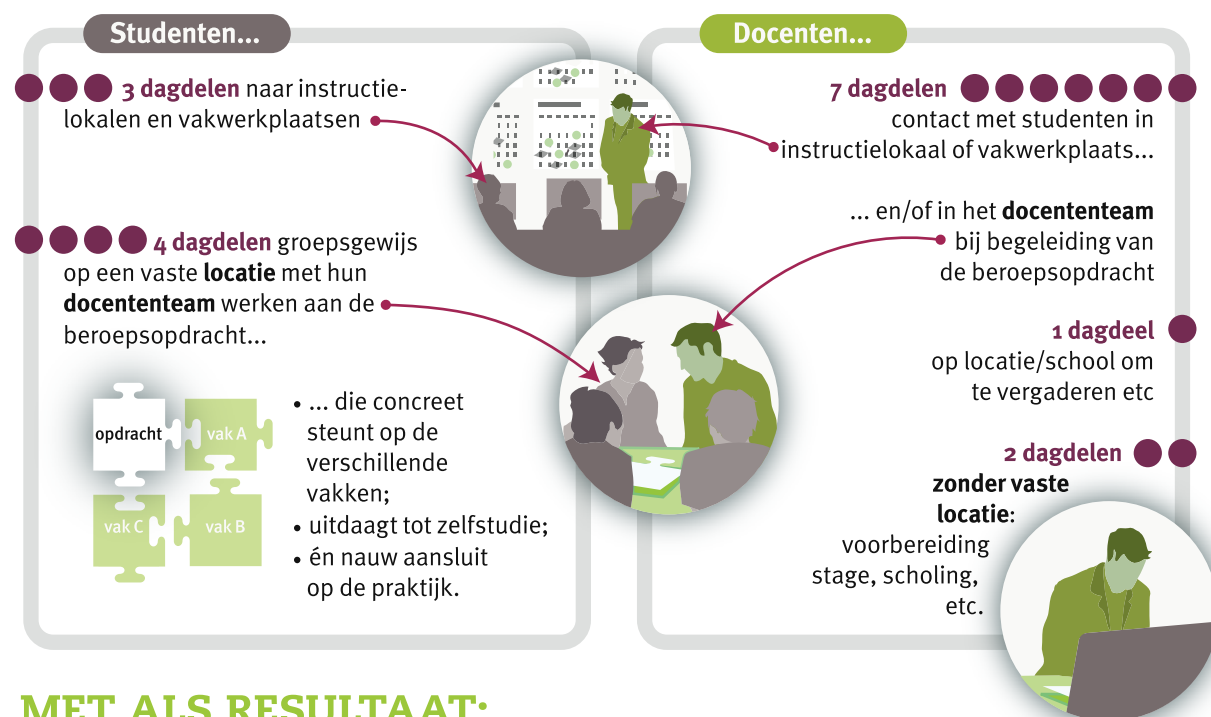 Studenten...
3 dagdelen naar instructie-
lokalen en vakwerkplaatsen
4 dagdelen groepsgewijs
op een vaste locatie met hun
docententeam werken aan de
beroepsopdracht...
opdracht
vak A
vak C
vak B
• ... die concreet
steunt op de
verschillende
vakken;
• uitdaagt tot zelfstudie;
• én nauw aansluit
op de praktijk.
Docenten...
7 dagdelen
contact met studenten in
instructielokaal of vakwerkplaats...
... en/of in het docententeam
bij begeleiding van
de beroepsopdracht
1 dagdeel
op locatie/school om
te vergaderen etc
2 dagdelen
zonder vaste
locatie:
voorbereiding
stage, scholing,
etc.
MET ALS RESULTAAT: